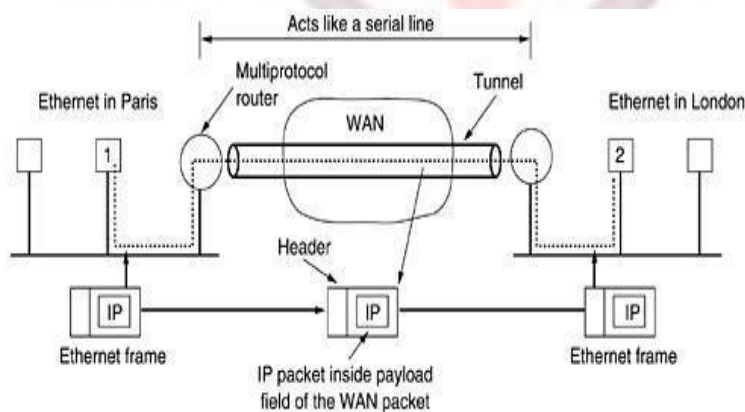 Acts like a serial line
Multiprotocol
router
Tunnel
Ethernet in Paris
Ethernet in London
WAN
1
2
Header
IP
IP
IP
Ethernet frame
Ethernet frame
IP packet inside payload
field of the WAN packet